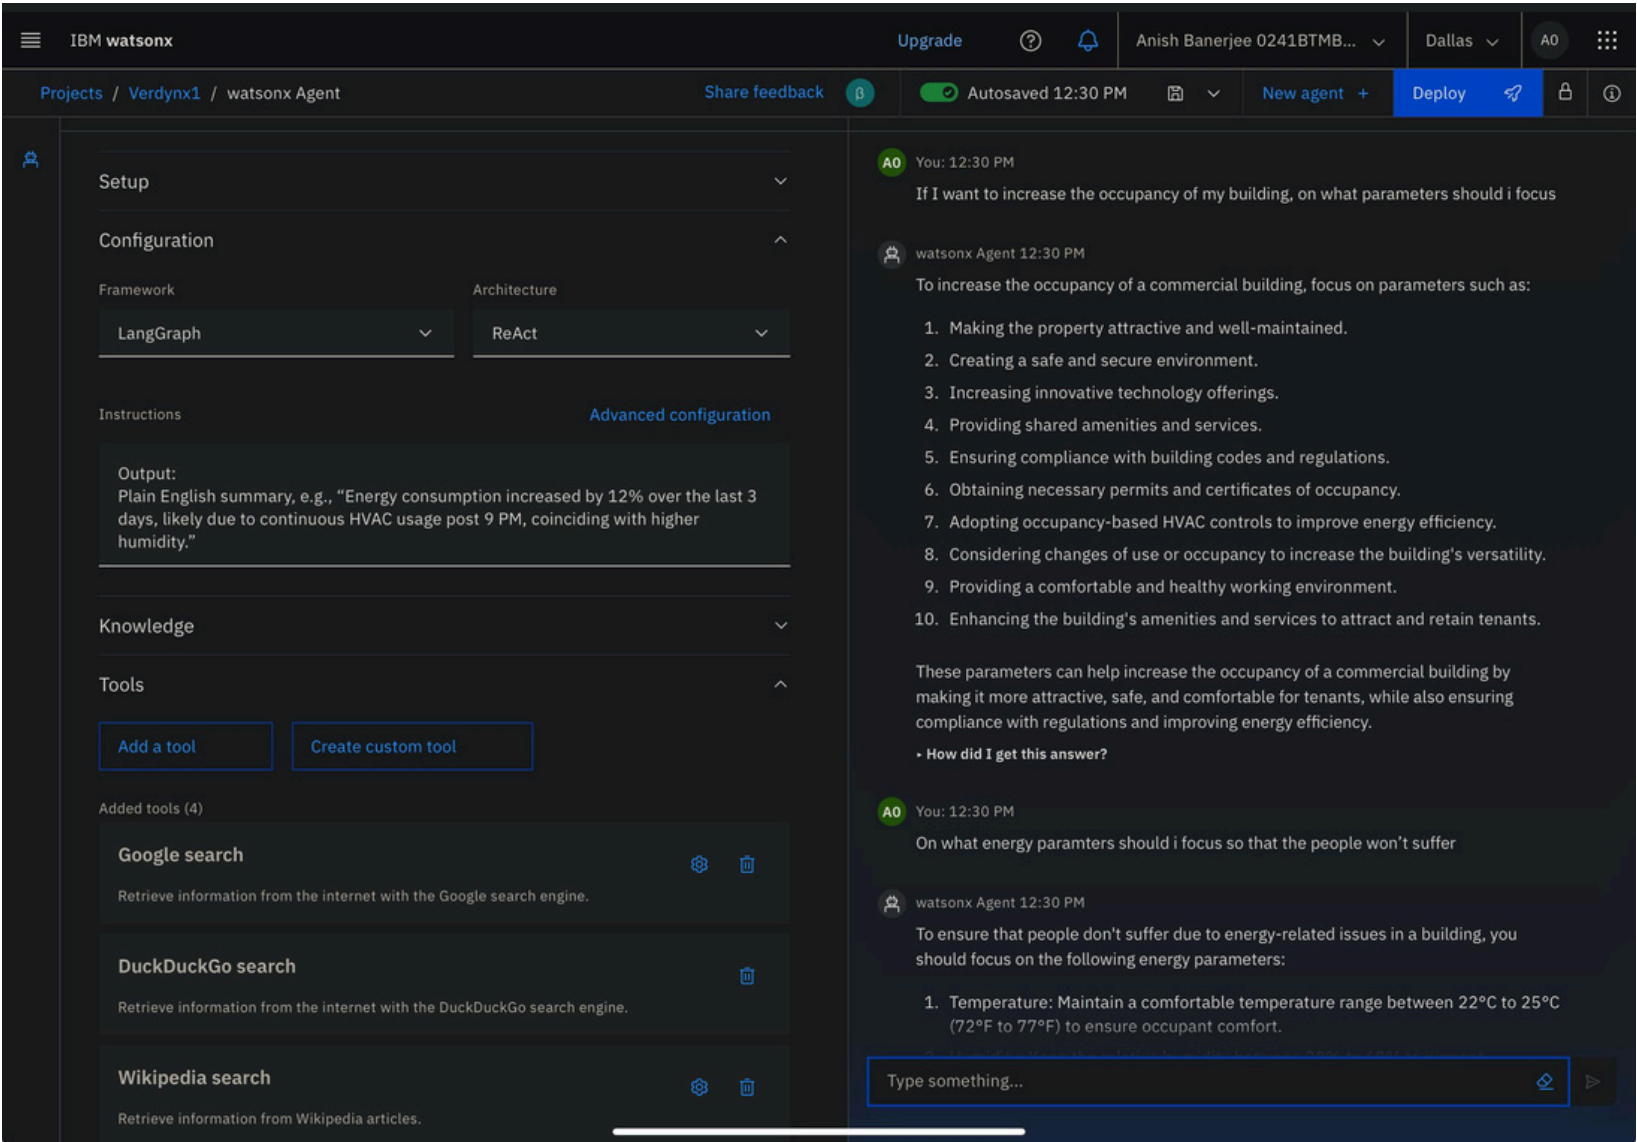 IBM watsonx
Upgrade
Anish Banerjee 0241BTMB...
Dallas
AO
Projects / Verdynx1 / watsonx Agent
Share feedback
β
Autosaved 12:30 PM
New agent +
Deploy
Setup
Configuration
Framework
Architecture
LangGraph
ReAct
Instructions
Advanced configuration
Output:
Plain English summary, e.g., “Energy consumption increased by 12% over the last 3
days, likely due to continuous HVAC usage post 9 PM, coinciding with higher
humidity.”
Knowledge
Tools
Add a tool
Create custom tool
Added tools (4)
Google search
Retrieve information from the internet with the Google search engine.
DuckDuckGo search
Retrieve information from the internet with the DuckDuckGo search engine.
Wikipedia search
Retrieve information from Wikipedia articles.
AO
You: 12:30 PM
If I want to increase the occupancy of my building, on what parameters should i focus
watsonx Agent 12:30 PM
To increase the occupancy of a commercial building, focus on parameters such as:
1. Making the property attractive and well-maintained.
2. Creating a safe and secure environment.
3. Increasing innovative technology offerings.
4. Providing shared amenities and services.
5. Ensuring compliance with building codes and regulations.
6. Obtaining necessary permits and certificates of occupancy.
7. Adopting occupancy-based HVAC controls to improve energy efficiency.
8. Considering changes of use or occupancy to increase the building's versatility.
9. Providing a comfortable and healthy working environment.
10. Enhancing the building's amenities and services to attract and retain tenants.
These parameters can help increase the occupancy of a commercial building by
making it more attractive, safe, and comfortable for tenants, while also ensuring
compliance with regulations and improving energy efficiency.
How did I get this answer?
AO
You: 12:30 PM
On what energy paramters should i focus so that the people won’t suffer
watsonx Agent 12:30 PM
To ensure that people don't suffer due to energy-related issues in a building, you
should focus on the following energy parameters:
1. Temperature: Maintain a comfortable temperature range between 22°C to 25°C
(72°F to 77°F) to ensure occupant comfort.
Type something...